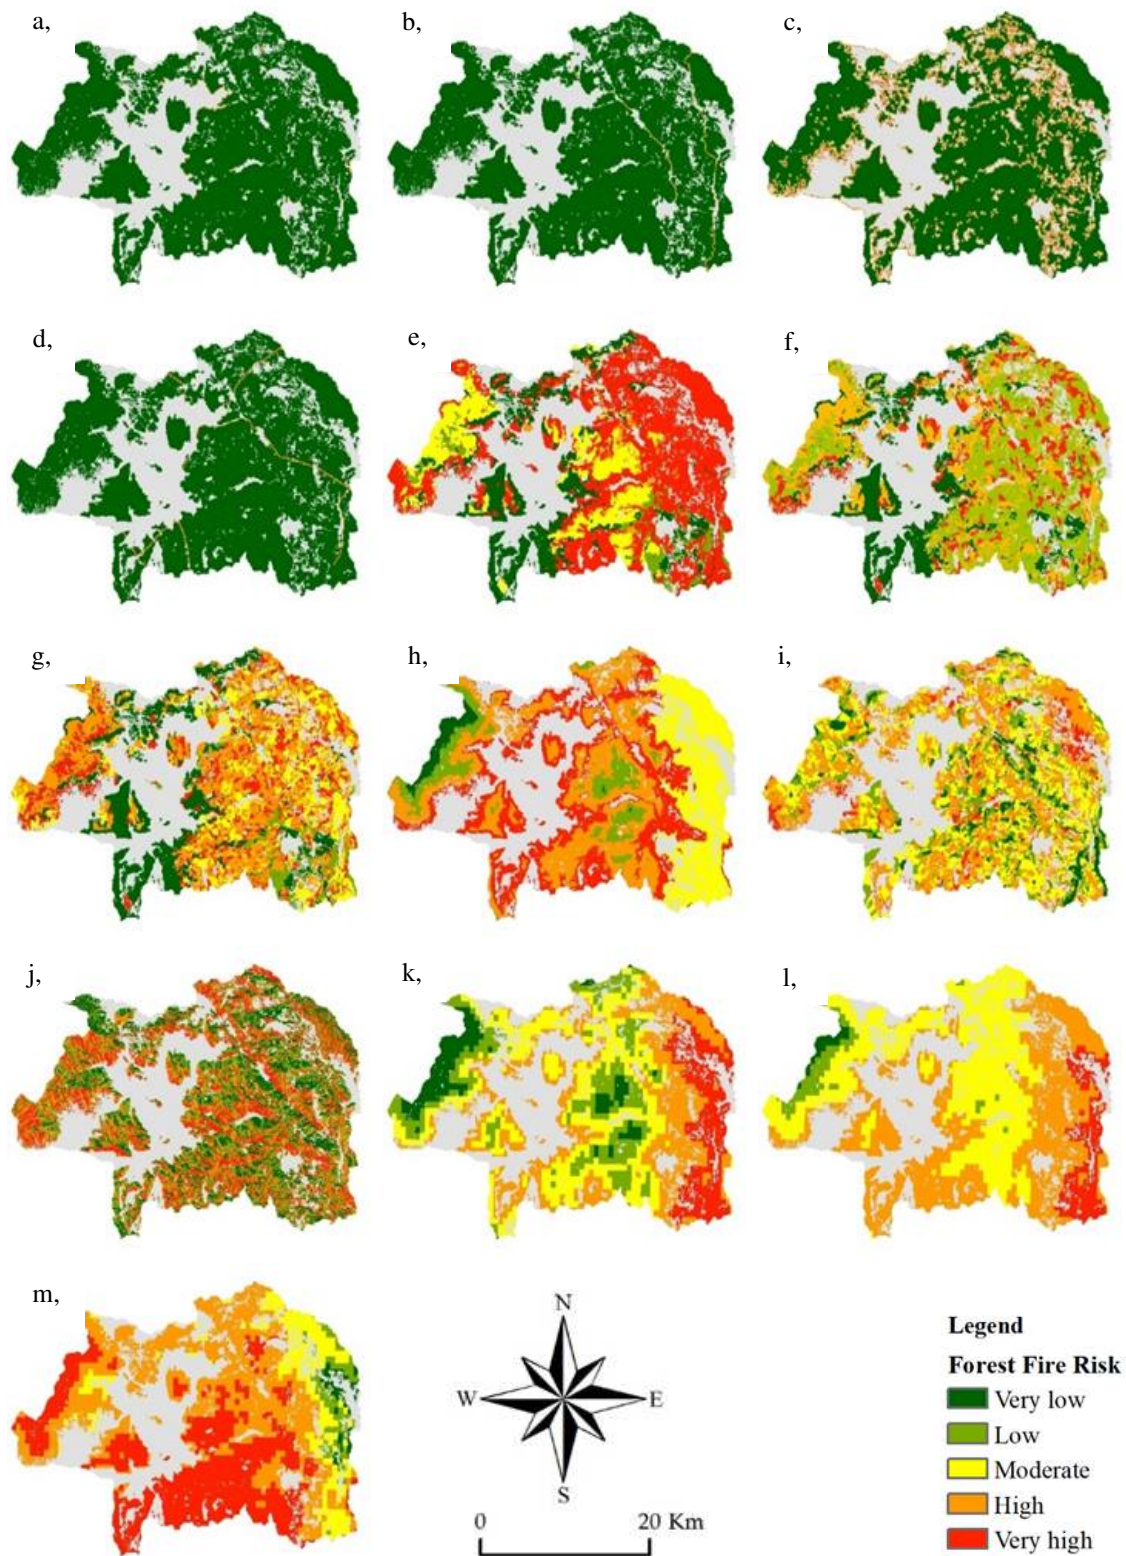 a,
b,
c,
d,
e,
f,
g,
h,
i,
j,
k,
l,
m,
N
W
E
S
0
20 Km
Legend
Forest Fire Risk
Very low
Low
Moderate
High
Very high